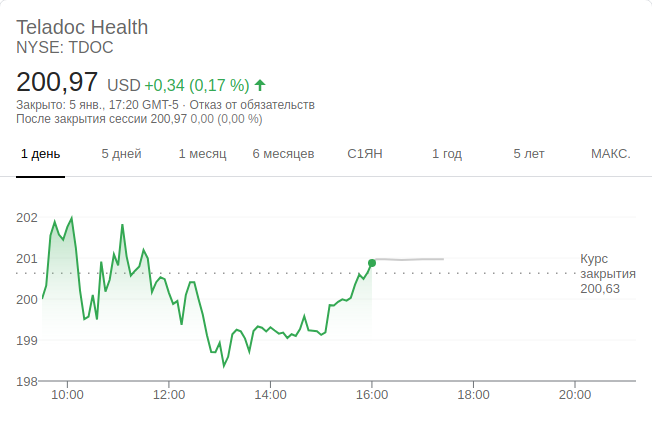 Teladoc Health
NYSE: TDOC
200,97 USD +0,34 (0,17 %)
Закрыто: 5 янв., 17:20 GMT-5 · Отказ от обязательств
После закрытия сессии 200,97 0,00 (0,00 %)
1 день 5 дней 1 месяц 6 месяцев С1ЯН 1 год 5 лет МАКС.
202
201
200
199
198
Курс
закрытия
200,63
10:00 12:00 14:00 16:00 18:00 20:00